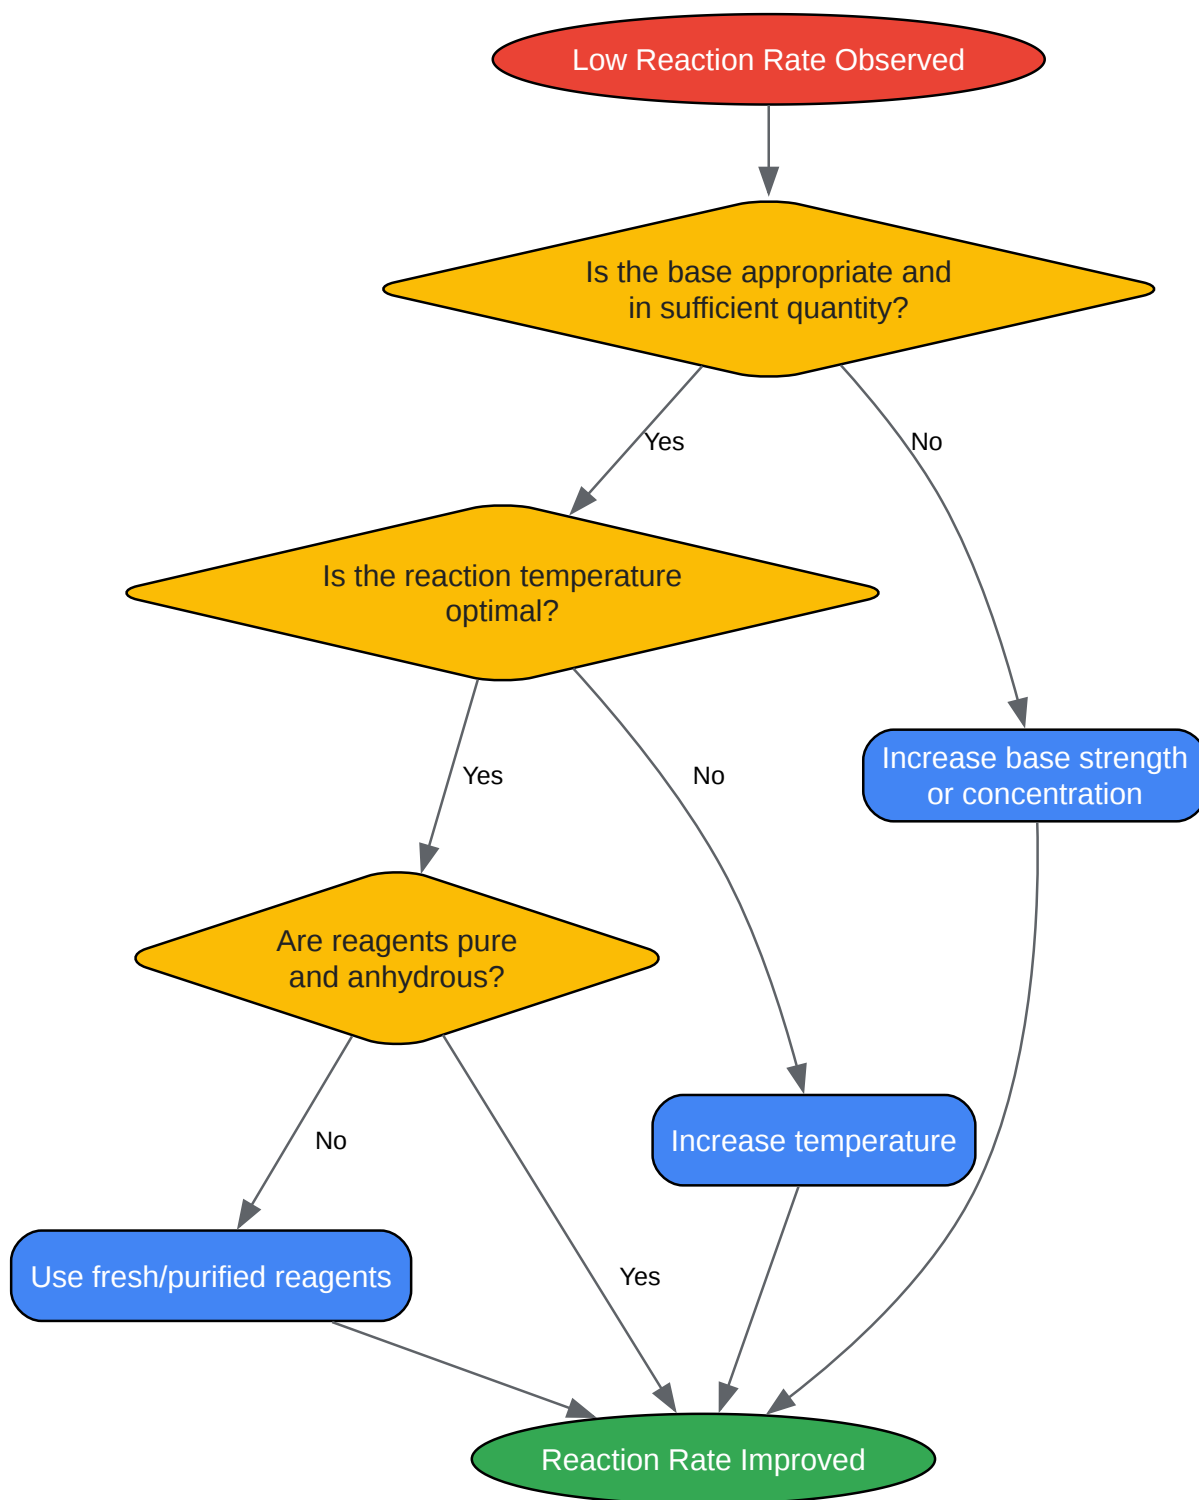 Low Reaction Rate Observed
Is the base appropriate and
in sufficient quantity?
Yes
No
Is the reaction temperature
optimal?
Increase base strength
or concentration
Yes
No
Are reagents pure
and anhydrous?
No
Increase temperature
Use fresh/purified reagents
Yes
Reaction Rate Improved